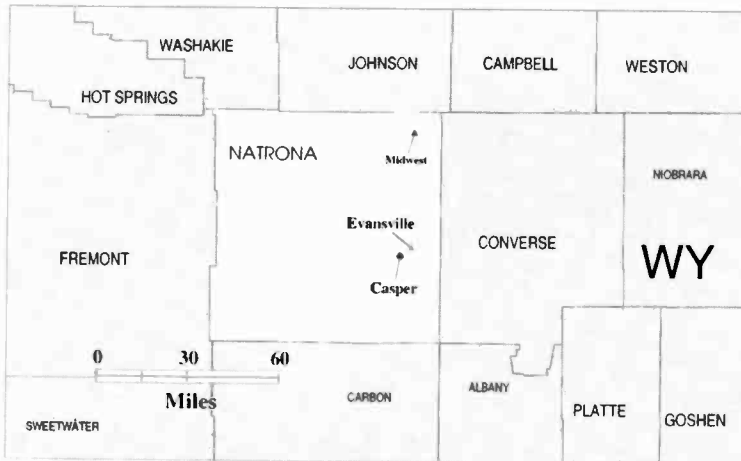 WASHAKIE
JOHNSON
CAMPBELL
WESTON
HOT SPRINGS
NATRONA
Midwest
NIOBRARA
Evansville
CONVERSE
FREMONT
WY
Casper
0 30 60
Miles
SWEETWATER
CARBON
ALBANY
PLATTE
GOSHEN